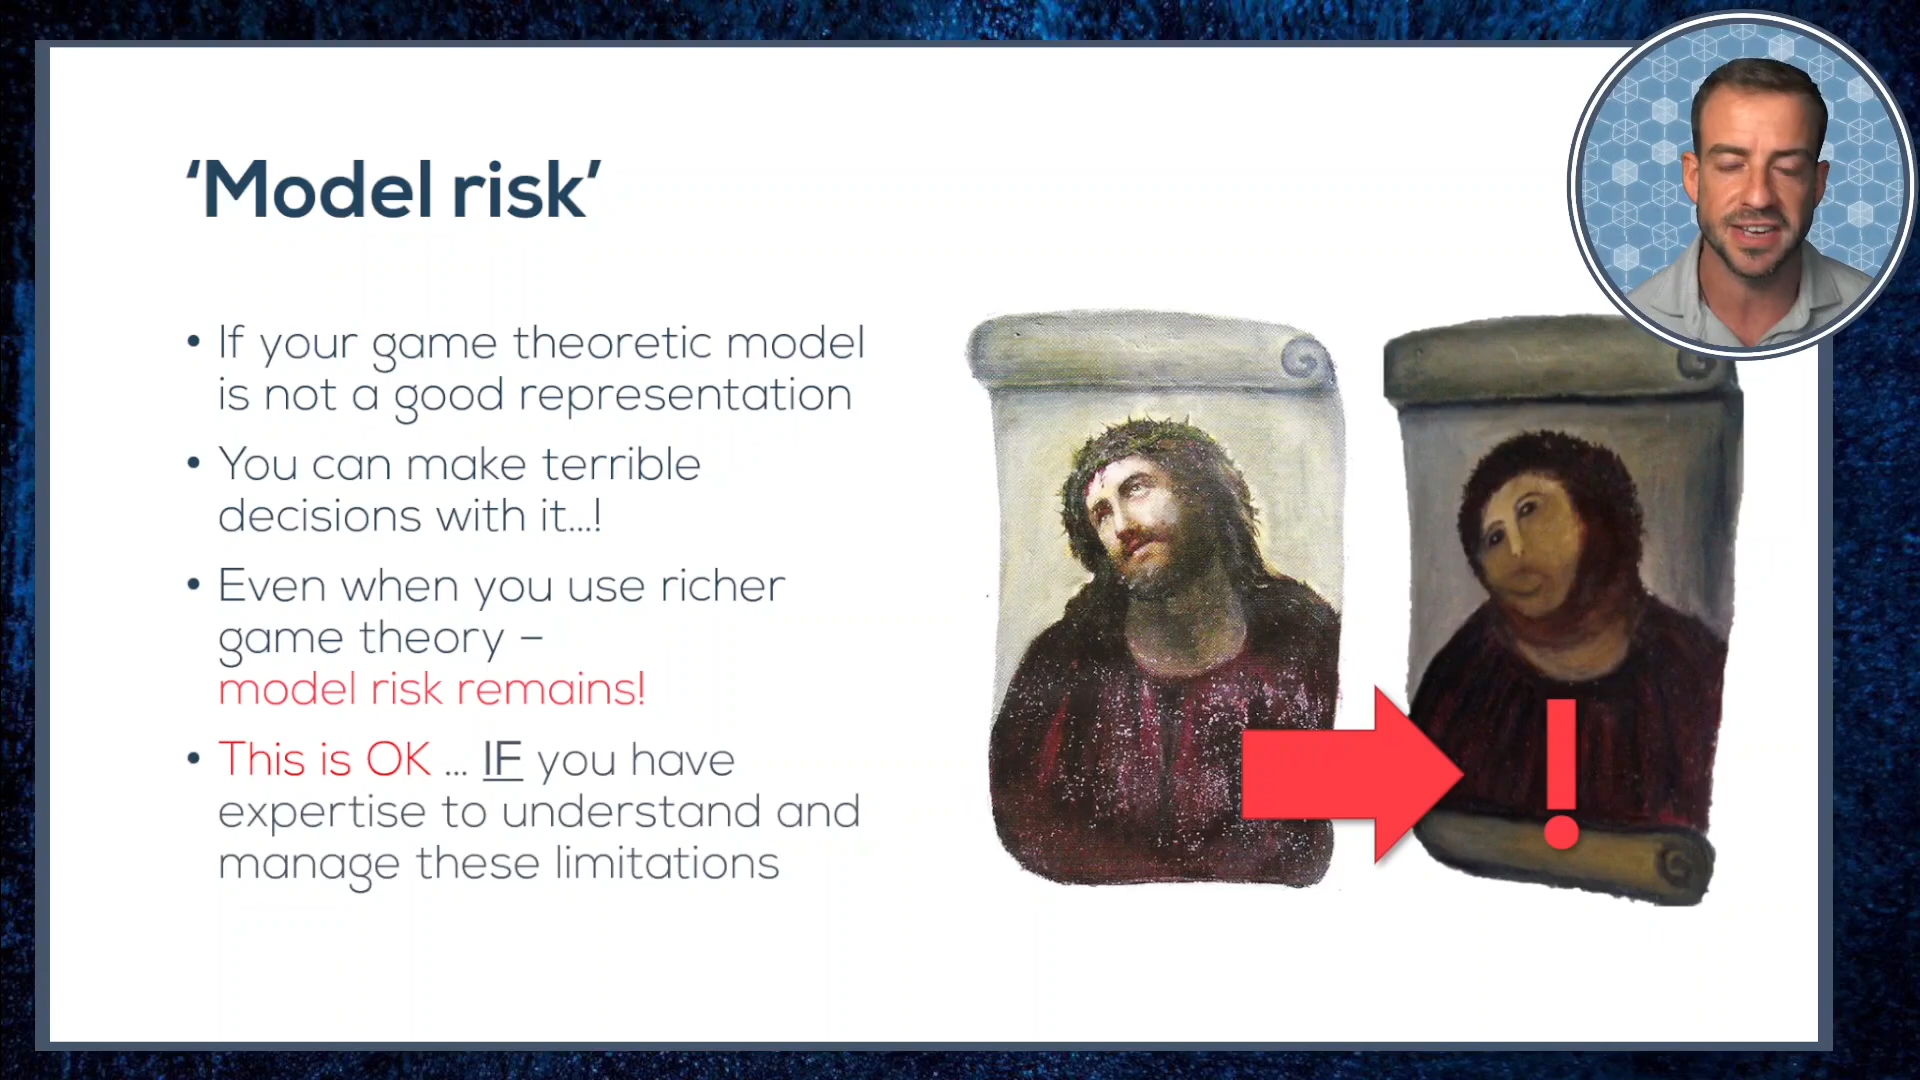 ‘Model risk’
• If your game theoretic model
is not a good representation
• You can make terrible
decisions with it...!
• Even when you use richer
game theory –
model risk remains!
• This is OK ... IF you have
expertise to understand and
manage these limitations
!